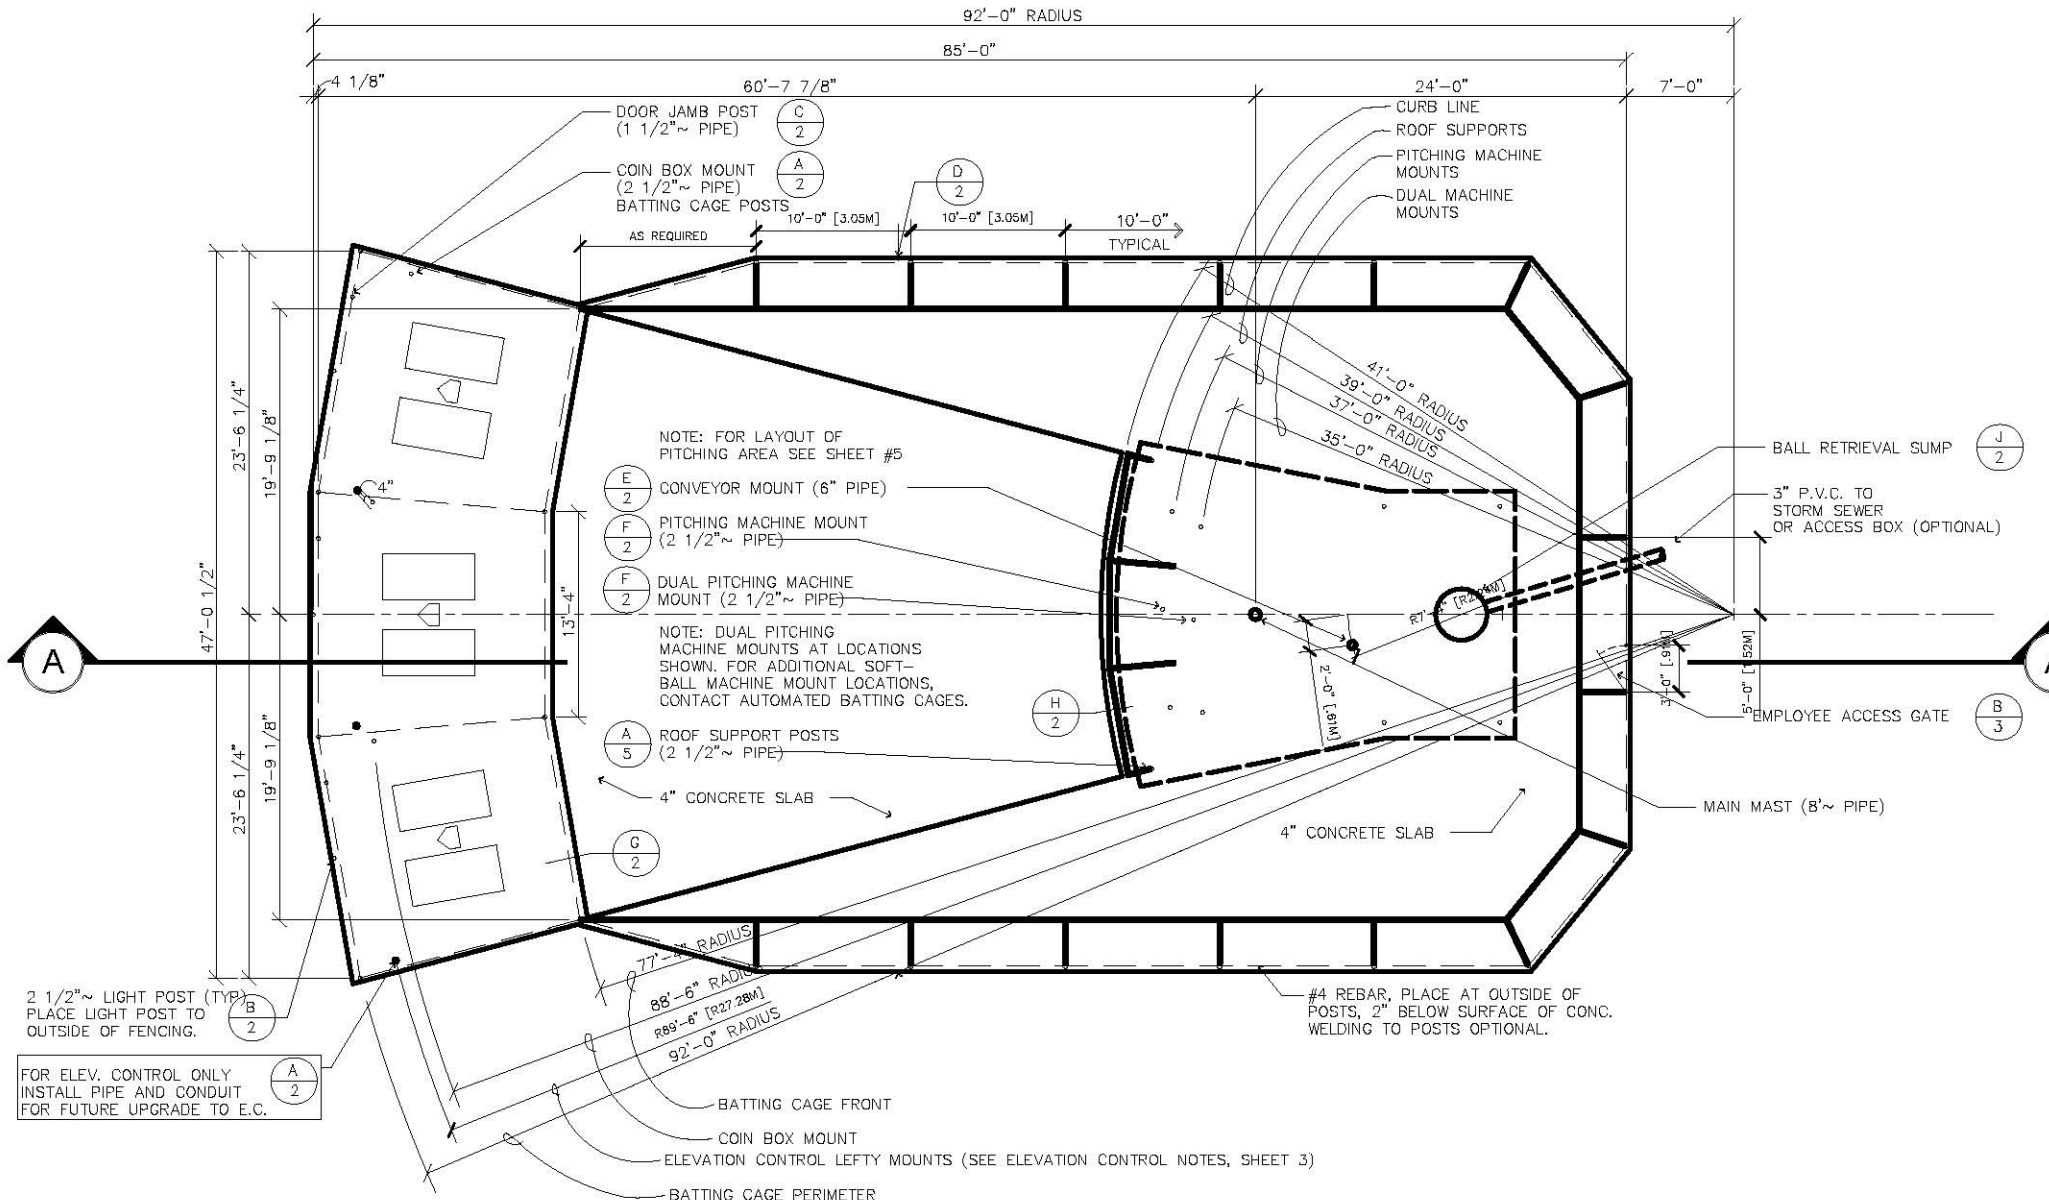 92'-0" RADIUS
85'-0"
4 1/8"
60'-7 7/8"
24'-0"
7'-0"
DOOR JAMB POST
(1 1/2"~ PIPE)
C
2
COIN BOX MOUNT
(2 1/2"~ PIPE)
BATTING CAGE POSTS
A
2
D
2
CURB LINE
ROOF SUPPORTS
PITCHING MACHINE
MOUNTS
DUAL MACHINE
MOUNTS
AS REQUIRED
10'-0" [3.05M]
10'-0" [3.05M]
10'-0"
TYPICAL
47'-0 1/2"
23'-6 1/4"
19'-9 1/8"
23'-6 1/4"
19'-9 1/8"
4"
13'-4"
41'-0" RADIUS
39'-0" RADIUS
37'-0" RADIUS
35'-0" RADIUS
NOTE: FOR LAYOUT OF
PITCHING AREA SEE SHEET #5
E
2
CONVEYOR MOUNT (6" PIPE)
F
2
PITCHING MACHINE MOUNT
(2 1/2"~ PIPE)
F
2
DUAL PITCHING MACHINE
MOUNT (2 1/2"~ PIPE)
NOTE: DUAL PITCHING
MACHINE MOUNTS AT LOCATIONS
SHOWN. FOR ADDITIONAL SOFT-
BALL MACHINE MOUNT LOCATIONS,
CONTACT AUTOMATED BATTING CAGES.
A
5
ROOF SUPPORT POSTS
(2 1/2"~ PIPE)
4" CONCRETE SLAB
G
2
H
2
2'-0" [.61M]
BALL RETRIEVAL SUMP
J
2
3" P.V.C. TO
STORM SEWER
OR ACCESS BOX (OPTIONAL)
3'-0"
5'-0" [1.52M]
EMPLOYEE ACCESS GATE
B
3
MAIN MAST (8'~ PIPE)
4" CONCRETE SLAB
A
77'- RADIUS
88'-6" RADIUS
R89'-6" [R27.28M]
92'-0" RADIUS
2 1/2"~ LIGHT POST (TYP)
PLACE LIGHT POST TO
OUTSIDE OF FENCING.
B
2
FOR ELEV. CONTROL ONLY
INSTALL PIPE AND CONDUIT
FOR FUTURE UPGRADE TO E.C.
A
2
#4 REBAR, PLACE AT OUTSIDE OF
POSTS, 2" BELOW SURFACE OF CONC.
WELDING TO POSTS OPTIONAL.
BATTING CAGE FRONT
COIN BOX MOUNT
ELEVATION CONTROL LEFTY MOUNTS (SEE ELEVATION CONTROL NOTES, SHEET 3)
BATTING CAGE PERIMETER